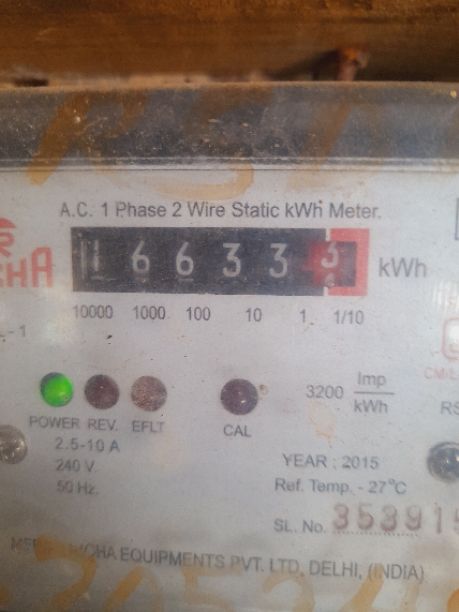 A.C. 1 Phase 2 Wire Static kWh Meter.
1 6 6 3 3 3 kWh
10000 1000 100 10 1 1/10
3200 Imp/kWh
POWER REV. EFLT CAL
2.5-10 A
240 V.
50 Hz.
YEAR : 2015
Ref. Temp. - 27°C
SL. No. 353915
EQUIPMENTS PVT. LTD, DELHI, (INDIA)